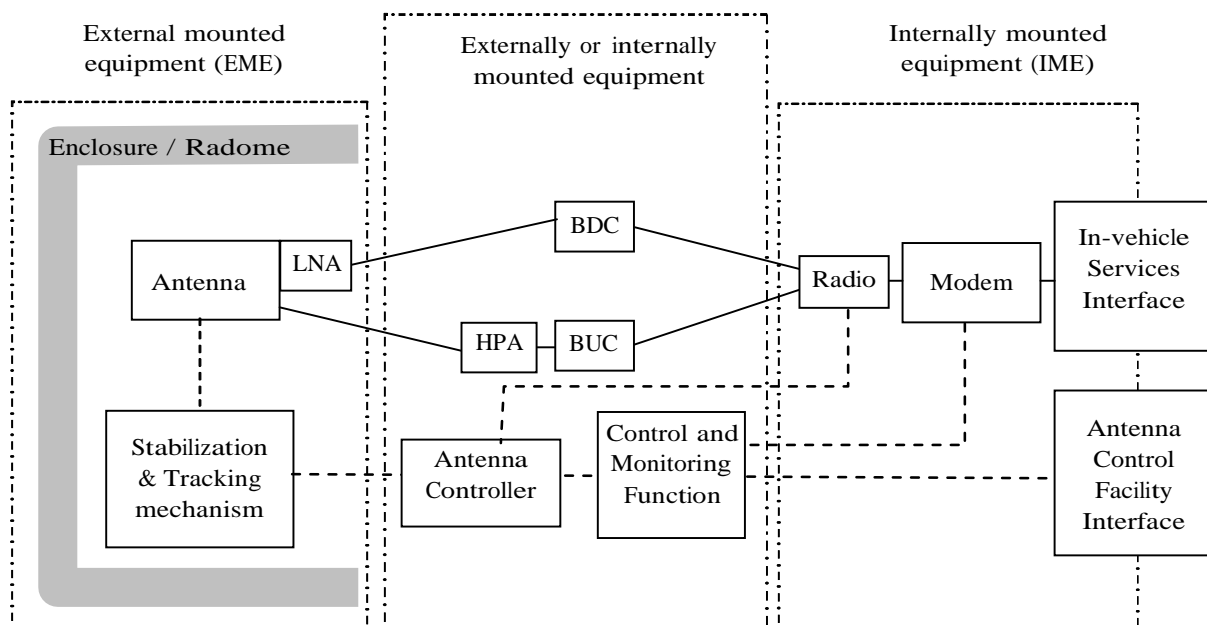 External mounted
equipment (EME)
Externally or internally
mounted equipment
Internally mounted
equipment (IME)
Enclosure / Radome
Antenna
LNA
BDC
HPA
BUC
Radio
Modem
In-vehicle
Services
Interface
Stabilization
& Tracking
mechanism
Antenna
Controller
Control and
Monitoring
Function
Antenna
Control
Facility
Interface